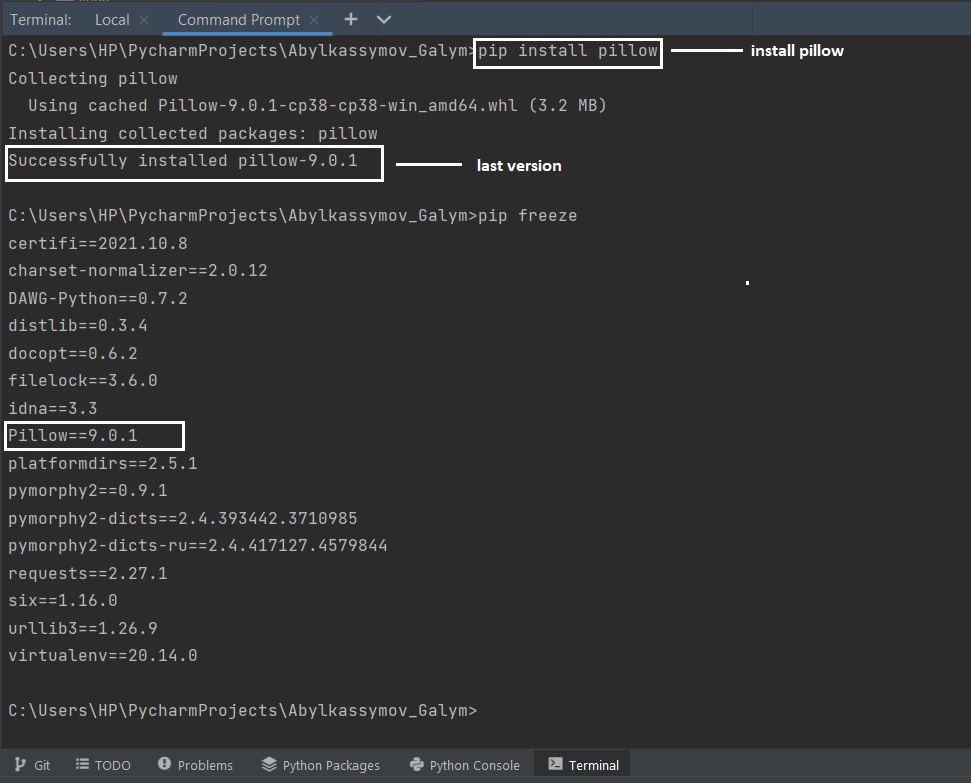 Terminal: Local Command Prompt
C:\Users\HP\PycharmProjects\Abylkassymov_Galym>pip install pillow install pillow
Collecting pillow
Using cached Pillow-9.0.1-cp38-cp38-win_amd64.whl (3.2 MB)
Installing collected packages: pillow
Successfully installed pillow-9.0.1 last version
C:\Users\HP\PycharmProjects\Abylkassymov_Galym>pip freeze
certifi==2021.10.8
charset-normalizer==2.0.12
DAWG-Python==0.7.2
distlib==0.3.4
docopt==0.6.2
filelock==3.6.0
idna==3.3
Pillow==9.0.1
platformdirs==2.5.1
pymorphy2==0.9.1
pymorphy2-dicts==2.4.393442.3710985
pymorphy2-dicts-ru==2.4.417127.4579844
requests==2.27.1
six==1.16.0
urllib3==1.26.9
virtualenv==20.14.0
C:\Users\HP\PycharmProjects\Abylkassymov_Galym>
Git TODO Problems Python Packages Python Console Terminal